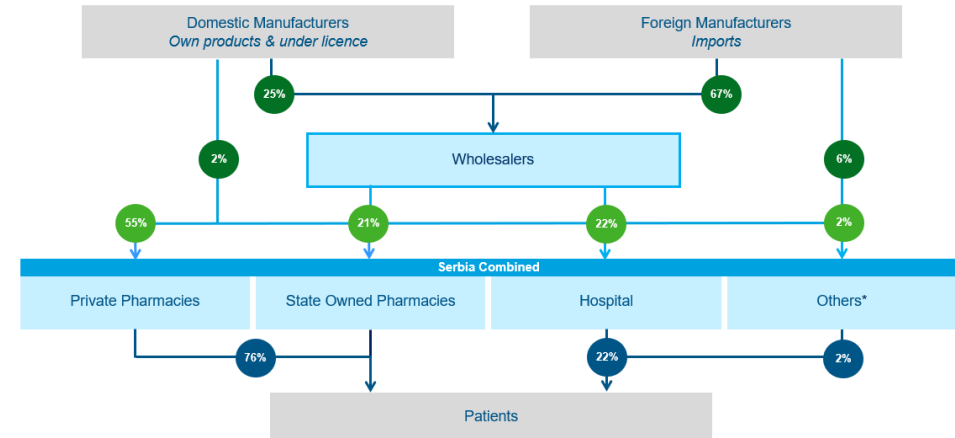 Domestic Manufacturers
Own products & under licence
Foreign Manufacturers
Imports
25%
67%
2%
Wholesalers
6%
55%
21%
22%
2%
Serbia Combined
Private Pharmacies
State Owned Pharmacies
Hospital
Others*
76%
22%
2%
Patients